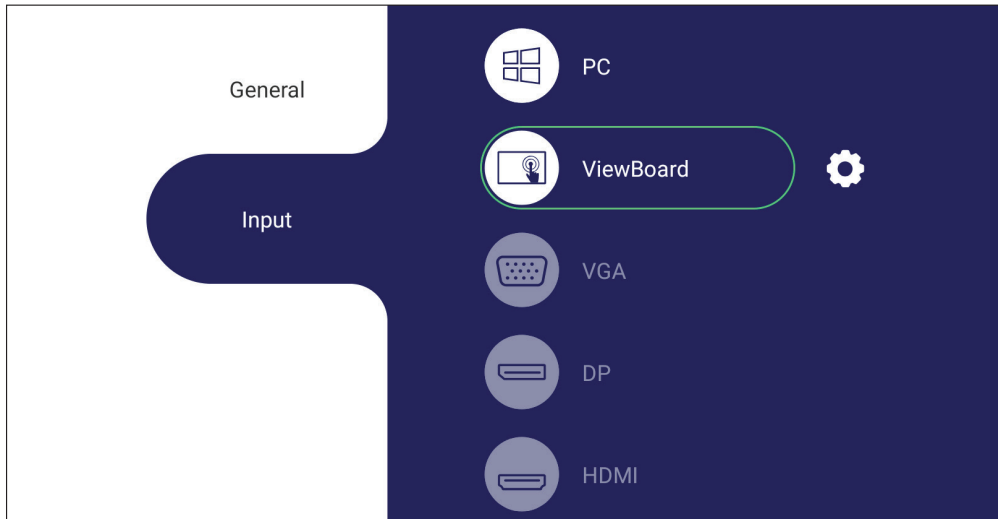 General
Input
PC
ViewBoard
VGA
DP
HDMI